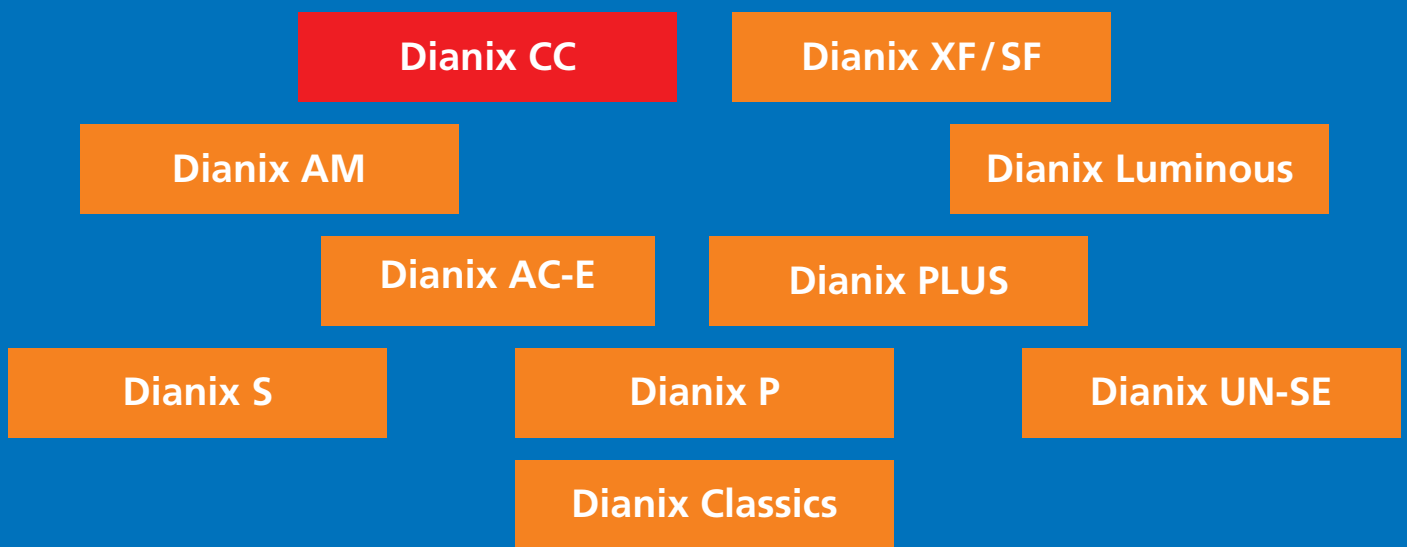 Dianix CC
Dianix XF/SF
Dianix AM
Dianix Luminous
Dianix AC-E
Dianix PLUS
Dianix S
Dianix P
Dianix UN-SE
Dianix Classics